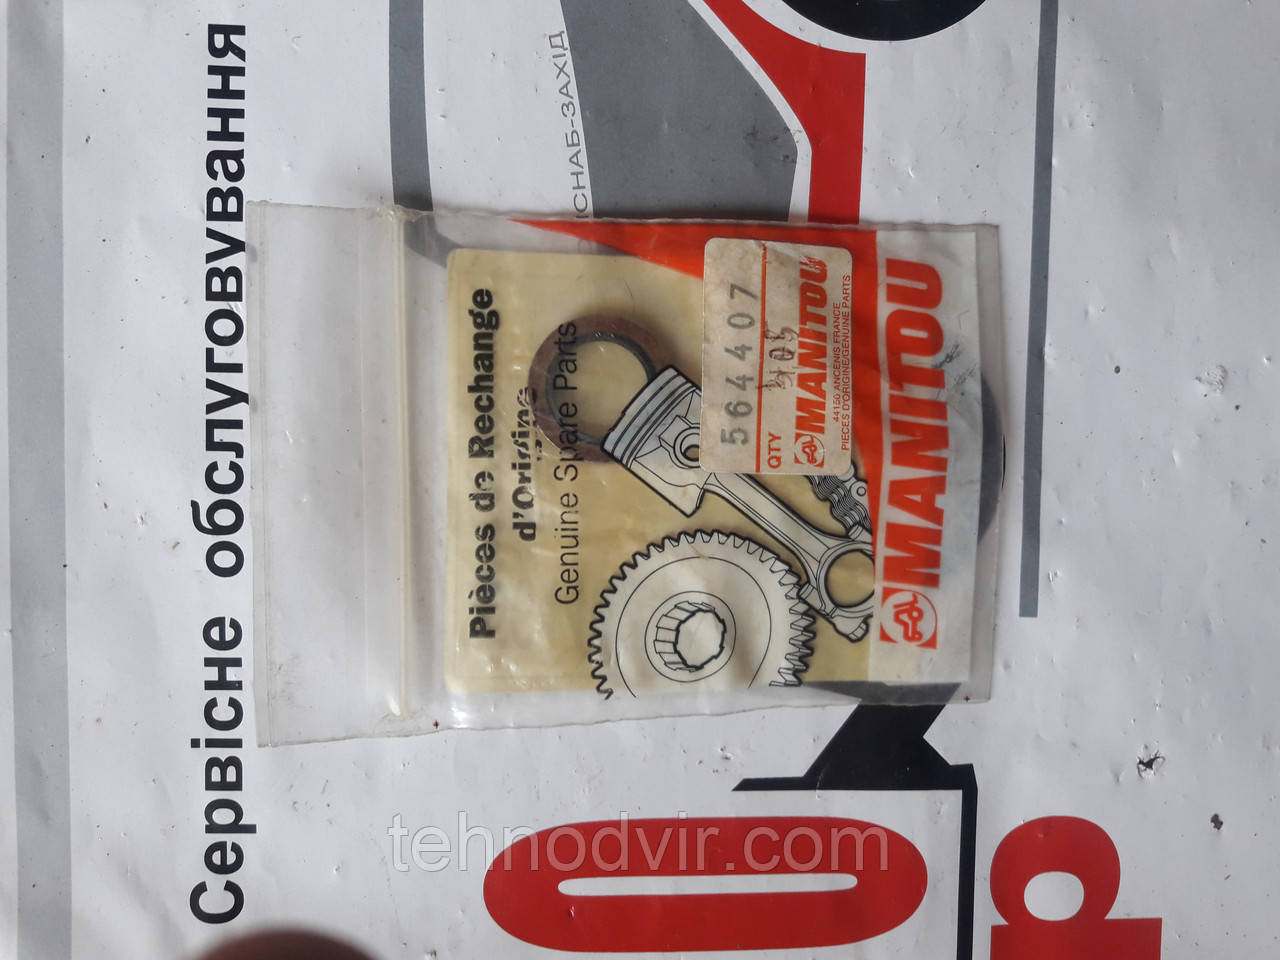 Сервісне обслуговування
СНАБ-ЗАХІД
Pièces de Rechange
d'Origine
Genuine Spare Parts
564407
QTY
MANITOU
44150 ANCENIS FRANCE
PIECES D'ORIGINE/GENUINE PARTS
MANITOU
tehnodvir.com